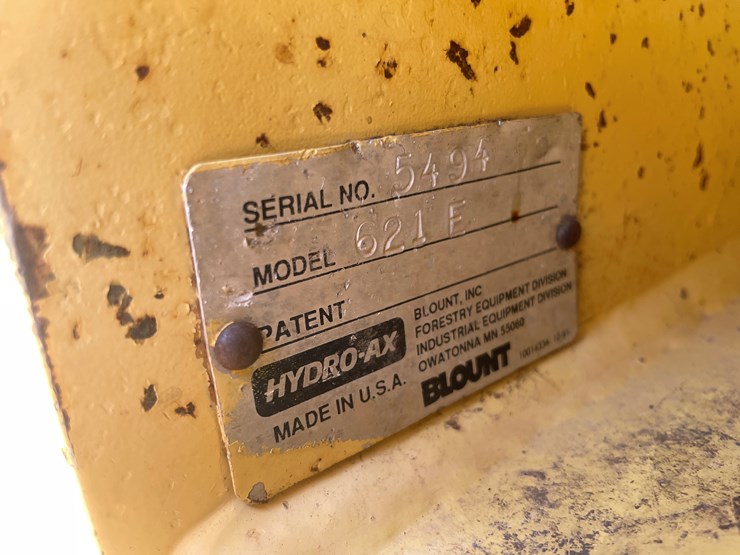 SERIAL NO. 5494
MODEL 621 E
PATENT
HYDRO-AX
MADE IN U.S.A.
BLOUNT, INC
FORESTRY EQUIPMENT DIVISION
INDUSTRIAL EQUIPMENT DIVISION
OWATONNA MN 55060
BLOUNT